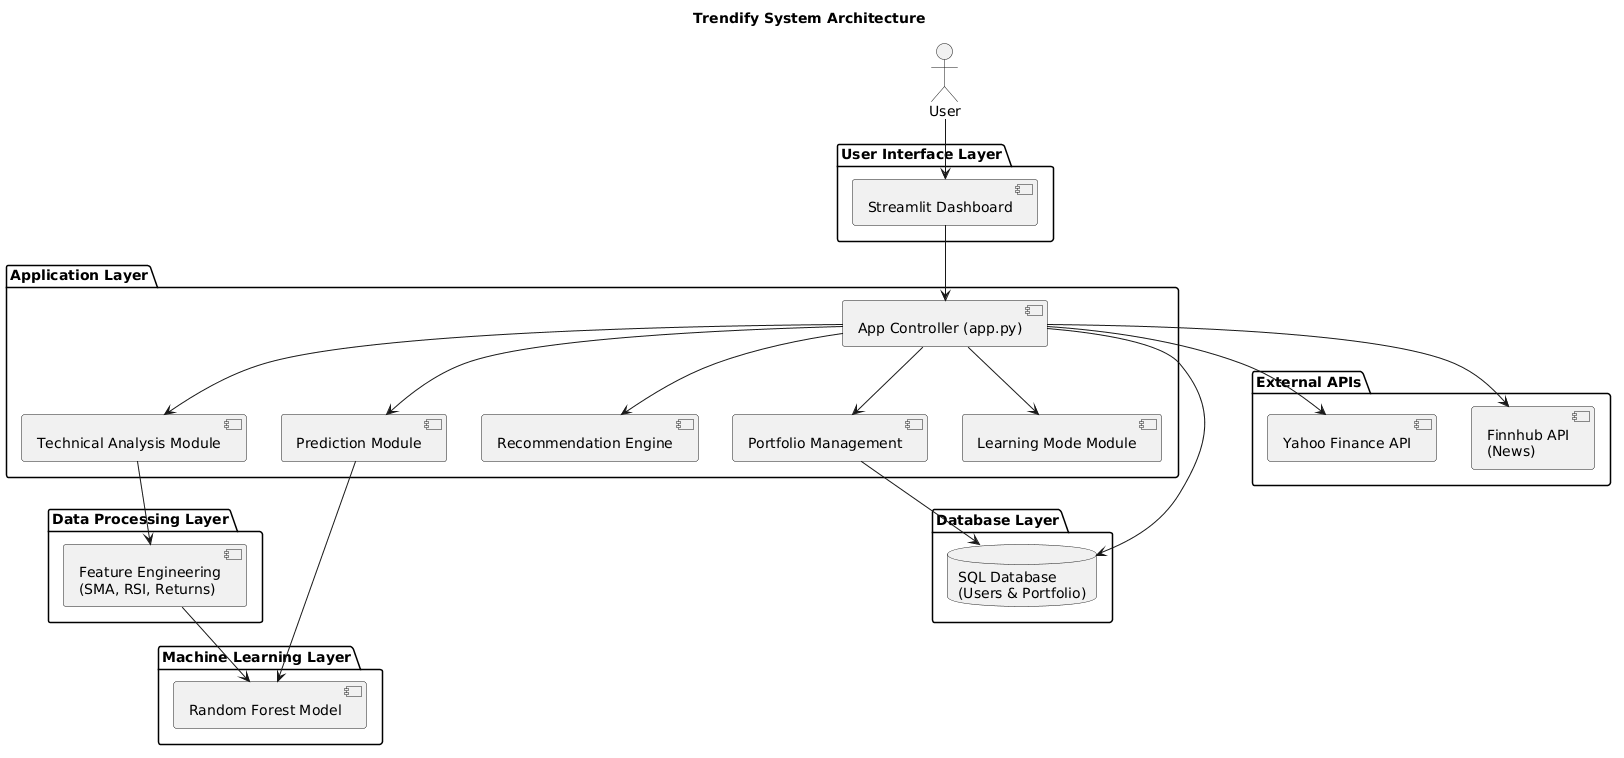 Trendify System Architecture
User
User Interface Layer
Streamlit Dashboard
Application Layer
App Controller (app.py)
Technical Analysis Module
Prediction Module
Recommendation Engine
Portfolio Management
Learning Mode Module
External APIs
Yahoo Finance API
Finnhub API
(News)
Data Processing Layer
Feature Engineering
(SMA, RSI, Returns)
Database Layer
SQL Database
(Users & Portfolio)
Machine Learning Layer
Random Forest Model